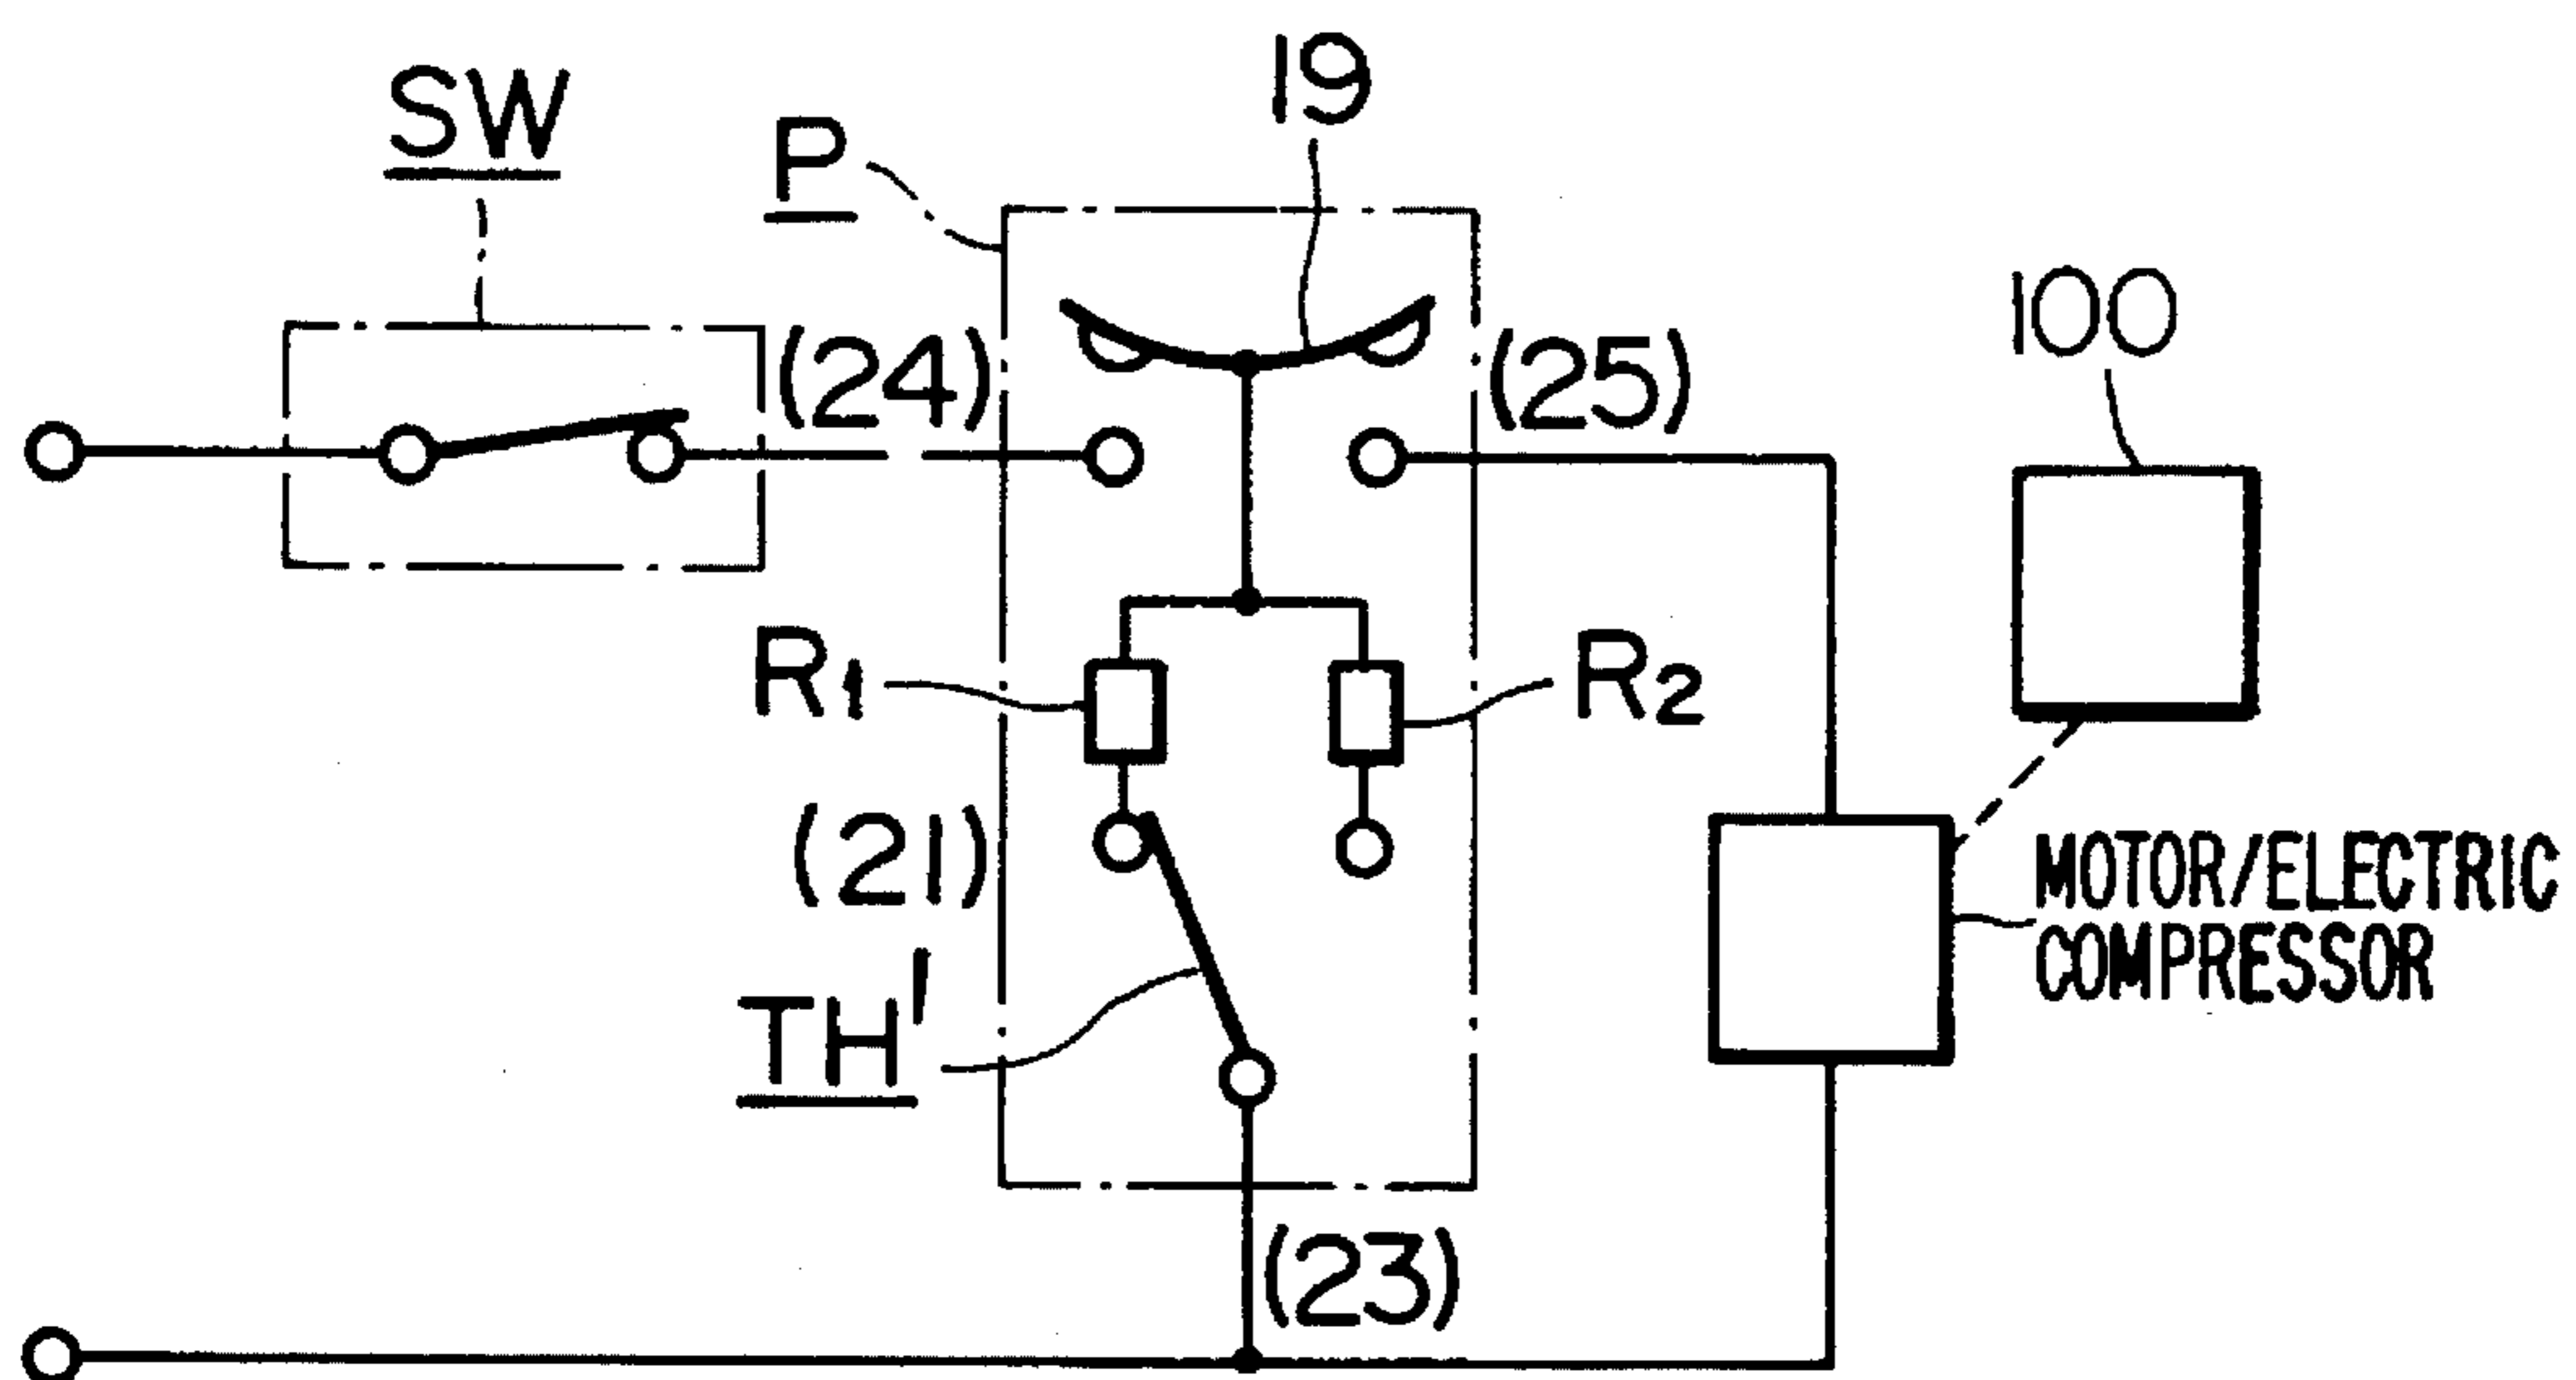 19
SW
P
100
(24)
(25)
R1
R2
(21)
TH'
MOTOR/ELECTRIC
COMPRESSOR
(23)